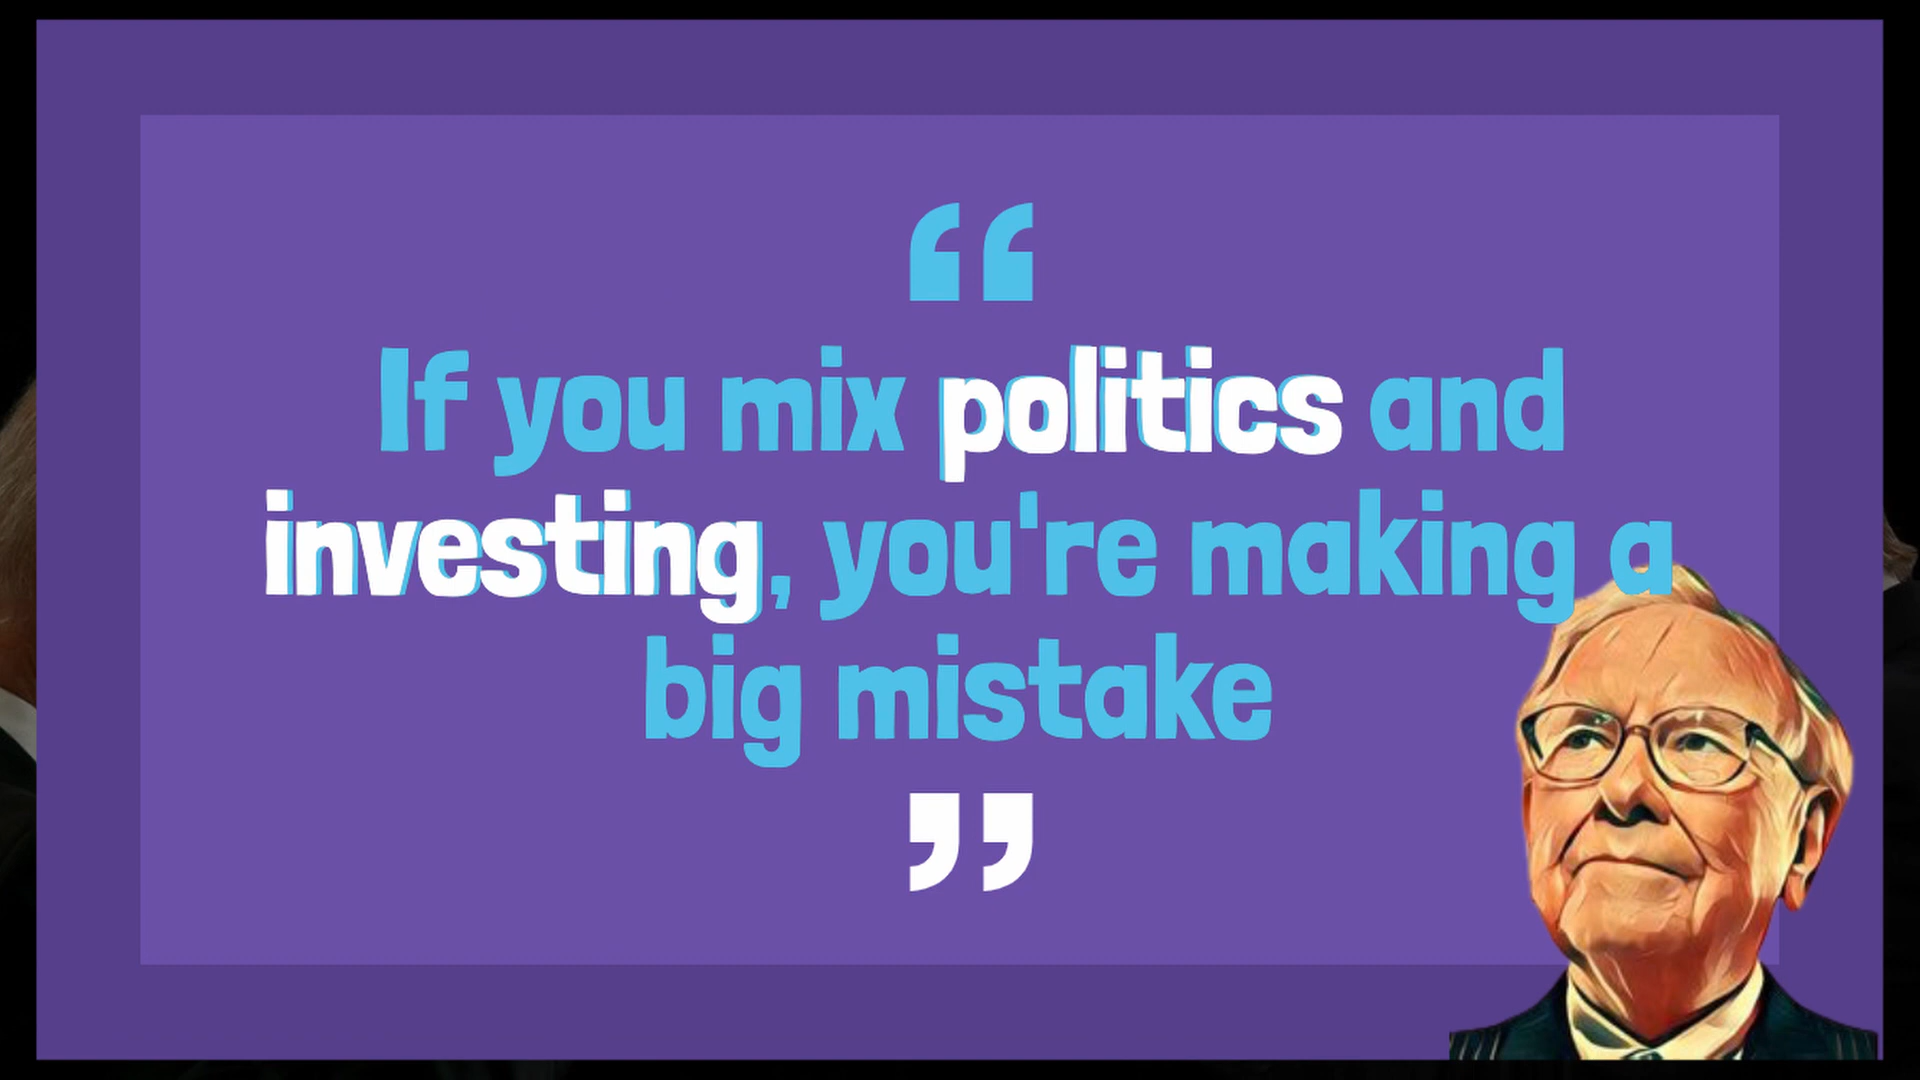 “
If you mix politics and
investing, you're making a
big mistake
”